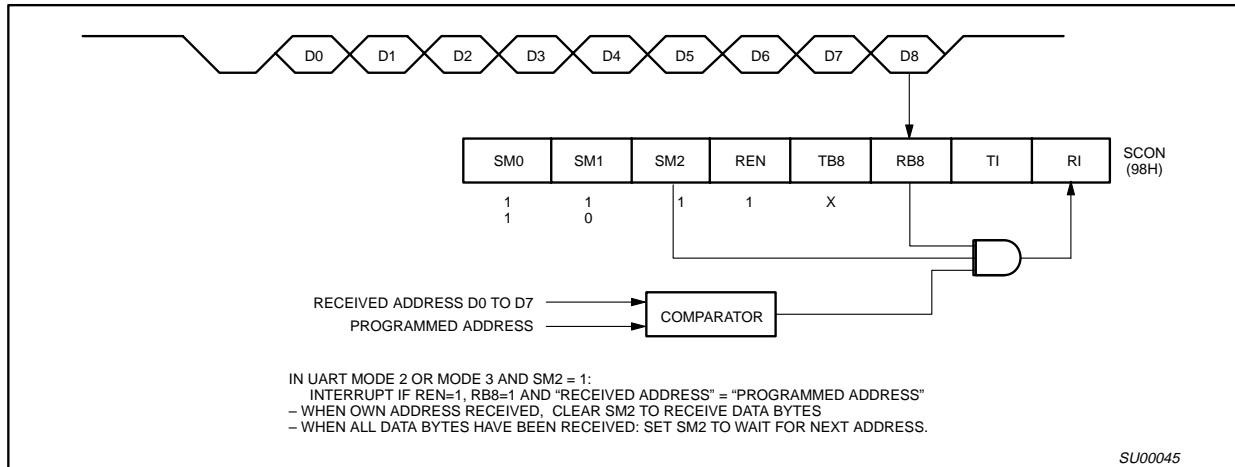 D0 D1 D2 D3 D4 D5 D6 D7 D8
SM0 SM1 SM2 REN TB8 RB8 TI RI
SCON
(98H)
1 1 1 1 X
1 0
RECEIVED ADDRESS D0 TO D7
PROGRAMMED ADDRESS
COMPARATOR
IN UART MODE 2 OR MODE 3 AND SM2 = 1:
INTERRUPT IF REN=1, RB8=1 AND “RECEIVED ADDRESS” = “PROGRAMMED ADDRESS”
– WHEN OWN ADDRESS RECEIVED, CLEAR SM2 TO RECEIVE DATA BYTES
– WHEN ALL DATA BYTES HAVE BEEN RECEIVED: SET SM2 TO WAIT FOR NEXT ADDRESS.
SU00045